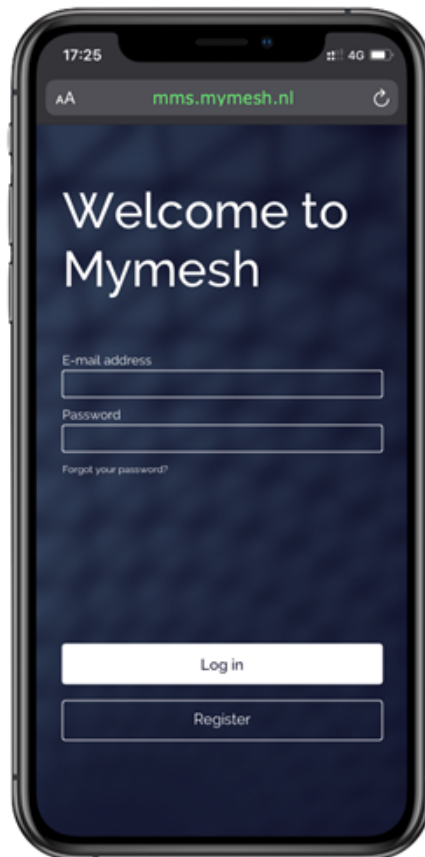 17:25
4G
AA
mms.mymesh.nl
Welcome to
Mymesh
E-mail address
Password
Forgot your password?
Log in
Register